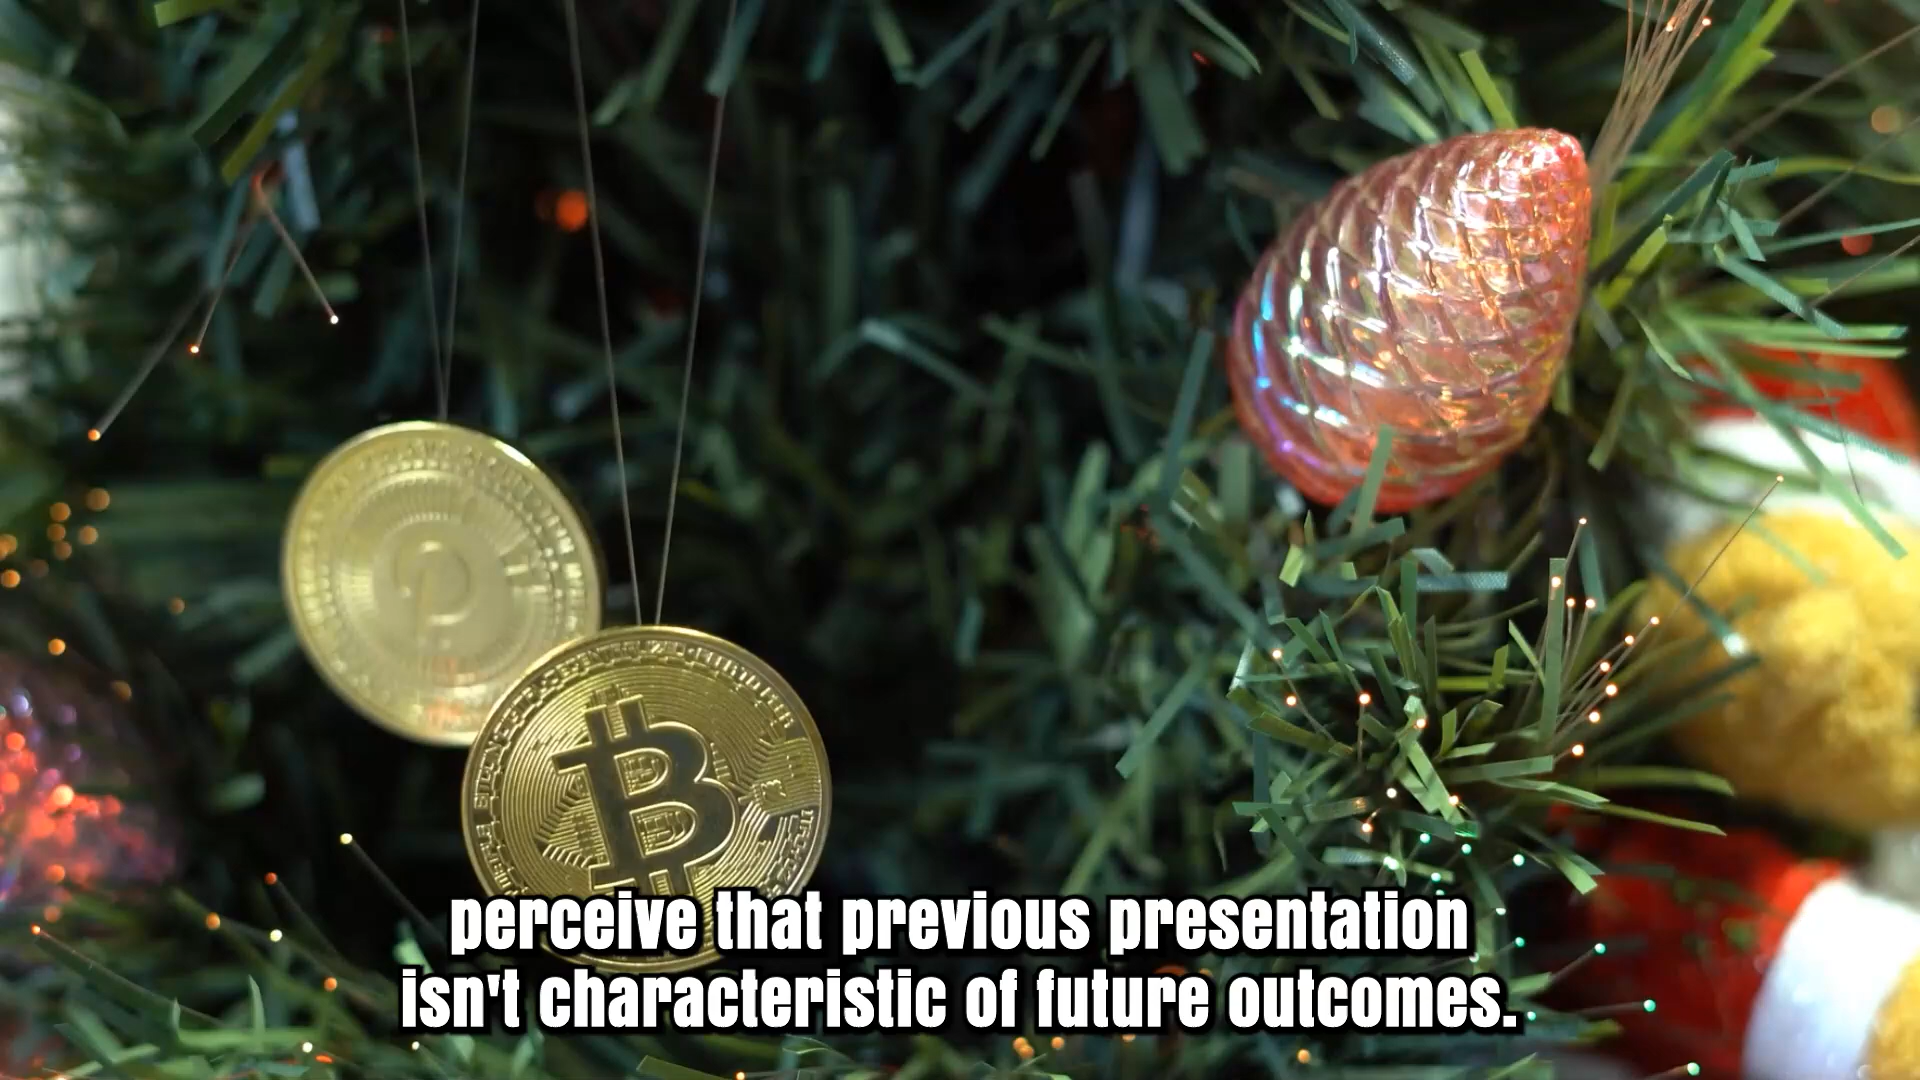 perceive that previous presentation
isn't characteristic of future outcomes.